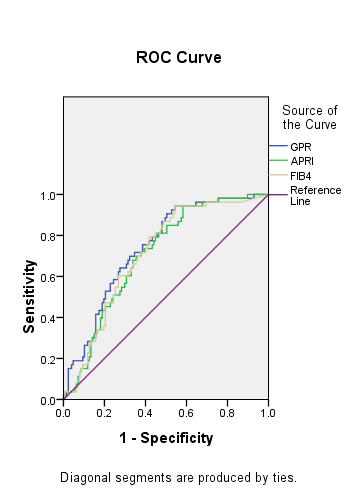 ROC Curve
Source of
the Curve
GPR
APRI
FIB4
Reference
Line
Sensitivity
1.0
0.8
0.6
0.4
0.2
0.0
0.0 0.2 0.4 0.6 0.8 1.0
1 - Specificity
Diagonal segments are produced by ties.